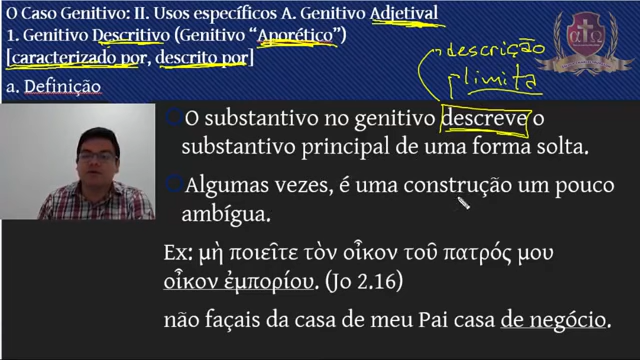 O Caso Genitivo: II. Usos específicos A. Genitivo Adjetival
1. Genitivo Descritivo (Genitivo “Aporético”)
[caracterizado por, descrito por]
a. Definição
descrição
limita
Α Ω
O substantivo no genitivo descreve o
substantivo principal de uma forma solta.
Algumas vezes, é uma construção um pouco
ambígua.
Ex: μὴ ποιεῖτε τὸν οἶκον τοῦ πατρός μου
οἶκον ἐμπορίου. (Jo 2.16)
não façais da casa de meu Pai casa de negócio.